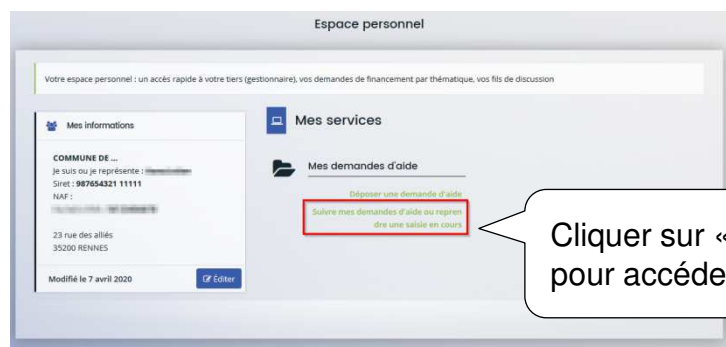 Espace personnel
Votre espace personnel : un accès rapide à votre tiers (gestionnaire), vos demandes de financement par thématique, vos fils de discussion
Mes informations
COMMUNE DE ...
Je suis ou je représente :
Siret : 987654321 11111
NAF :
23 rue des alliés
35200 RENNES
Modifié le 7 avril 2020
Éditer
Mes services
Mes demandes d'aide
Déposer une demande d'aide
Suivre mes demandes d'aide ou repren
dre une saisie en cours
Cliquer sur «
pour accéde